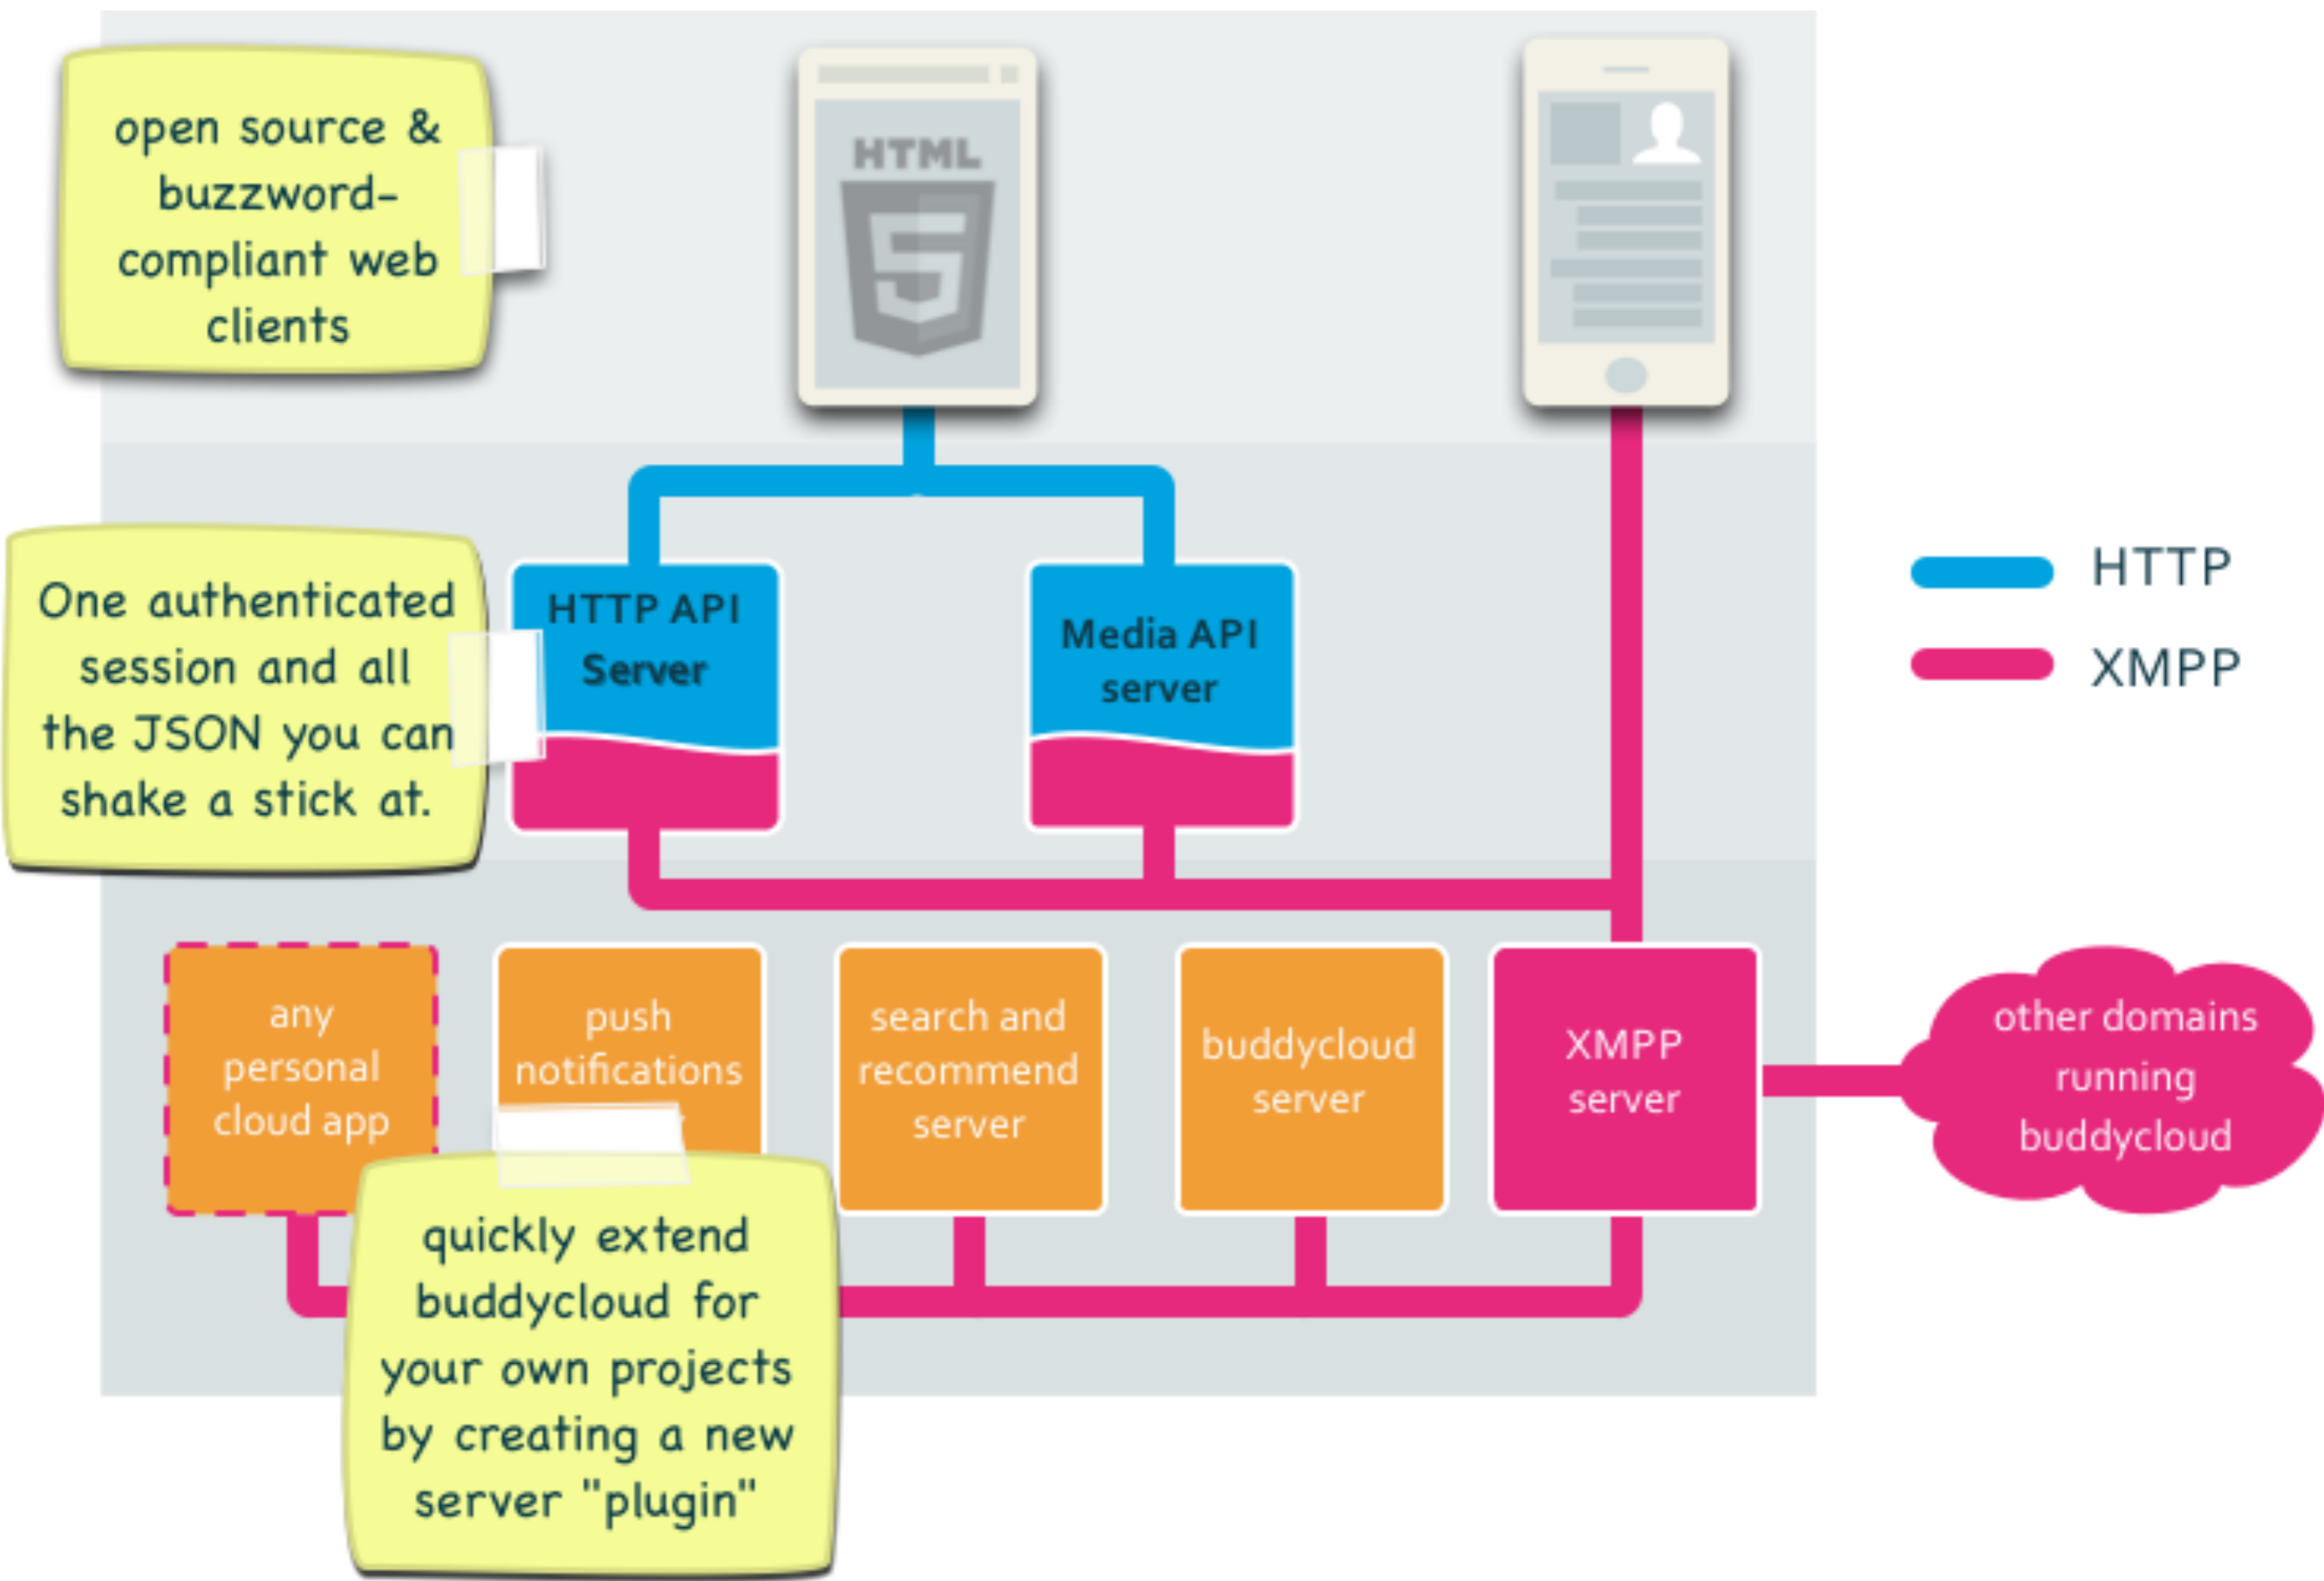 open source &
buzzword-
compliant web
clients
HTML
5
One authenticated
session and all
the JSON you can
shake a stick at.
HTTP API
Server
Media API
server
HTTP
XMPP
any
personal
cloud app
push
notifications
search and
recommend
server
buddycloud
server
XMPP
server
other domains
running
buddycloud
quickly extend
buddycloud for
your own projects
by creating a new
server "plugin"